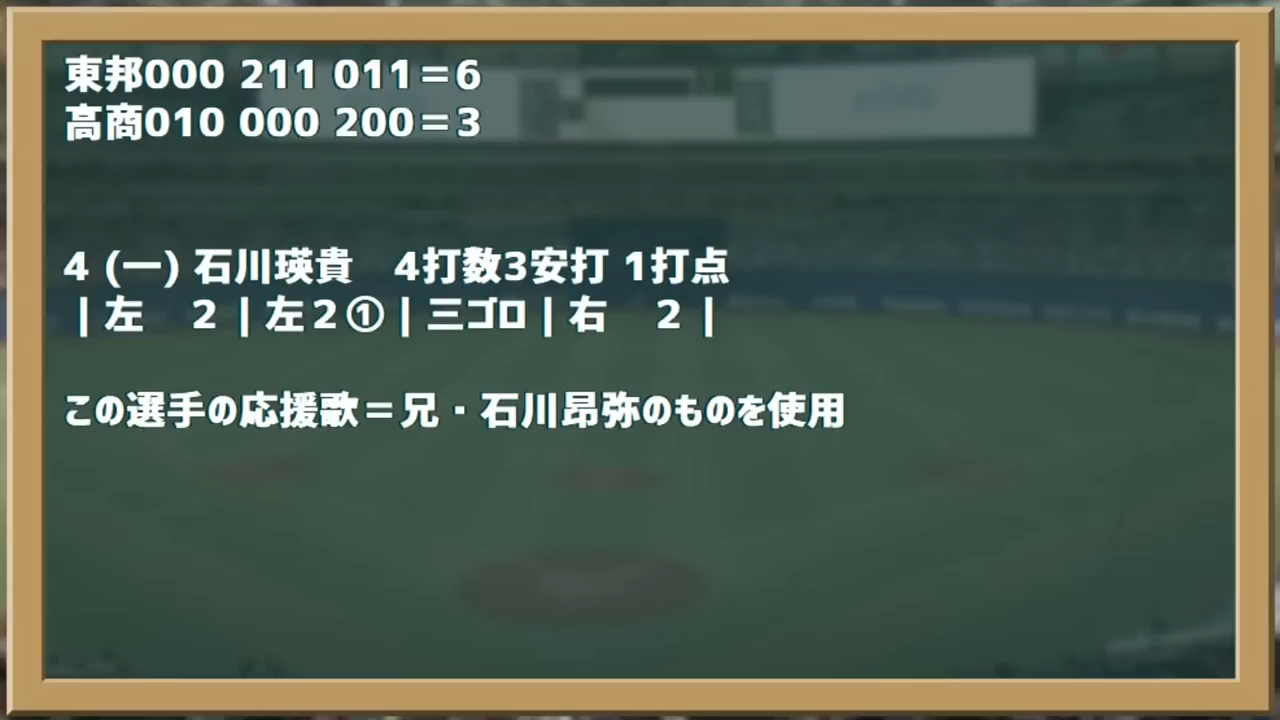 東邦000 211 011＝6
高商010 000 200＝3
4 (一) 石川瑛貴　4打数3安打 1打点
｜左　２｜左２①｜三ゴロ｜右　２｜
この選手の応援歌＝兄・石川昂弥のものを使用